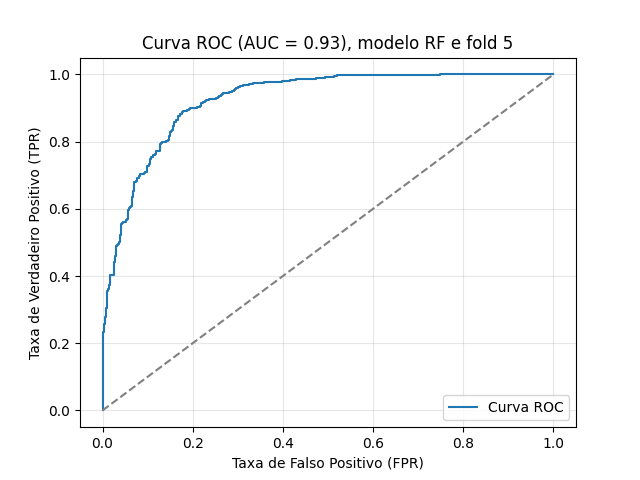 Curva ROC (AUC = 0.93), modelo RF e fold 5
Taxa de Verdadeiro Positivo (TPR)
1.0
0.8
0.6
0.4
0.2
0.0
0.0 0.2 0.4 0.6 0.8 1.0
Taxa de Falso Positivo (FPR)
Curva ROC